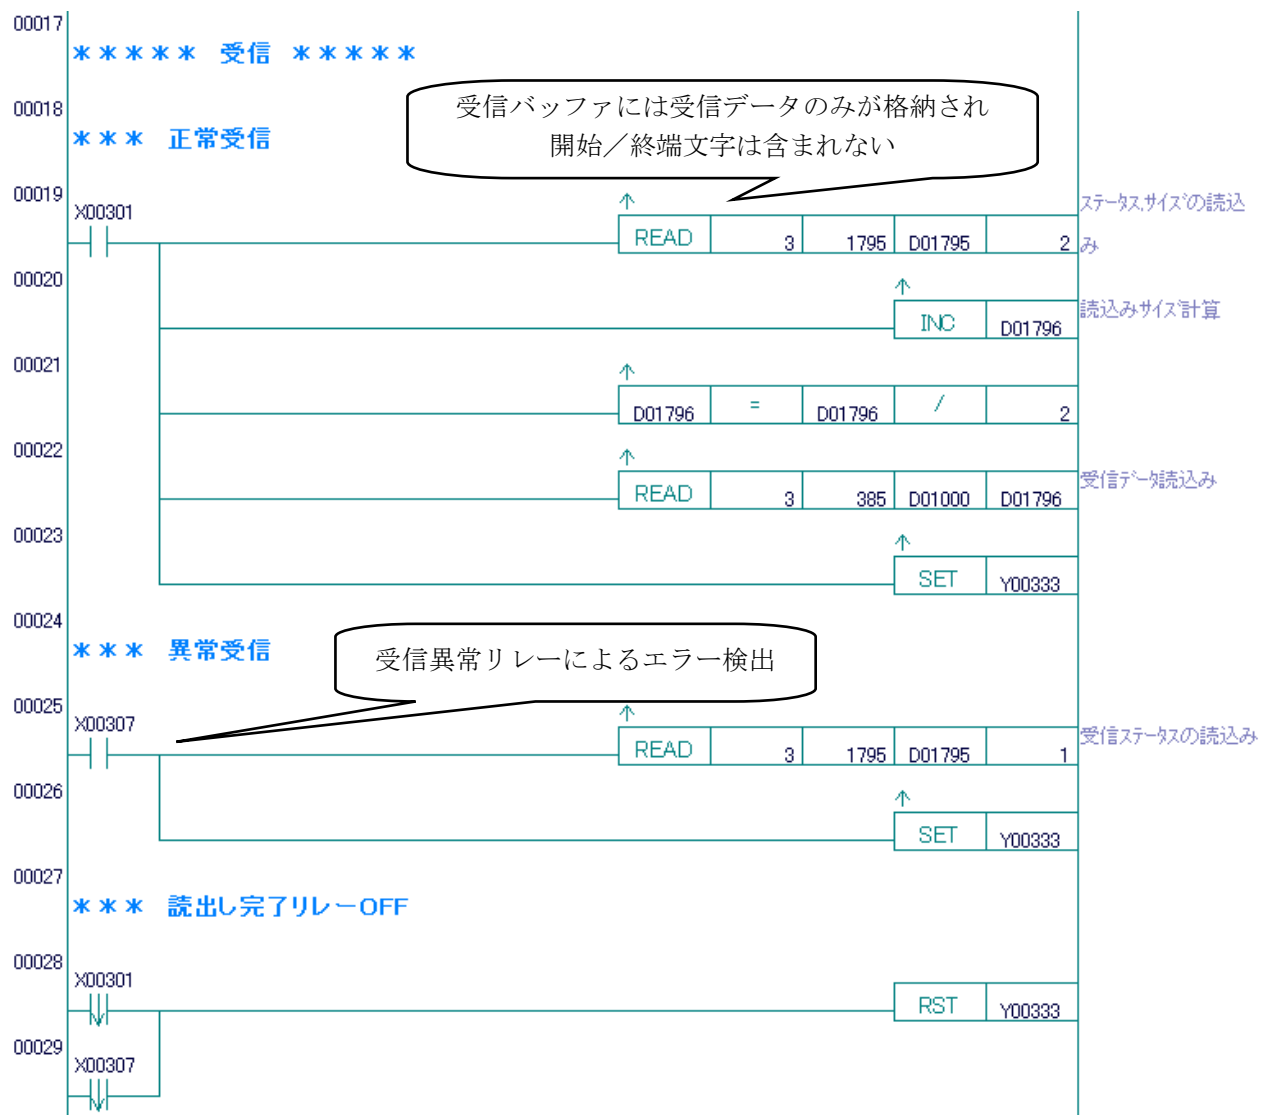 00017
＊＊＊＊＊ 受信 ＊＊＊＊＊
00018
＊＊＊ 正常受信
受信バッファには受信データのみが格納され
開始／終端文字は含まれない
00019
X00301
↑
READ 3 1795 D01795 2
ｽﾃｰﾀｽ,ｻｲｽﾞの読込
み
00020
↑
INC D01796
読込みｻｲｽﾞ計算
00021
↑
D01796 = D01796 / 2
00022
↑
READ 3 385 D01000 D01796
受信ﾃﾞｰﾀ読込み
00023
↑
SET Y00333
00024
＊＊＊ 異常受信
受信異常リレーによるエラー検出
00025
X00307
↑
READ 3 1795 D01795 1
受信ｽﾃｰﾀｽの読込み
00026
↑
SET Y00333
00027
＊＊＊ 読出し完了リレーOFF
00028
X00301
RST Y00333
00029
X00307